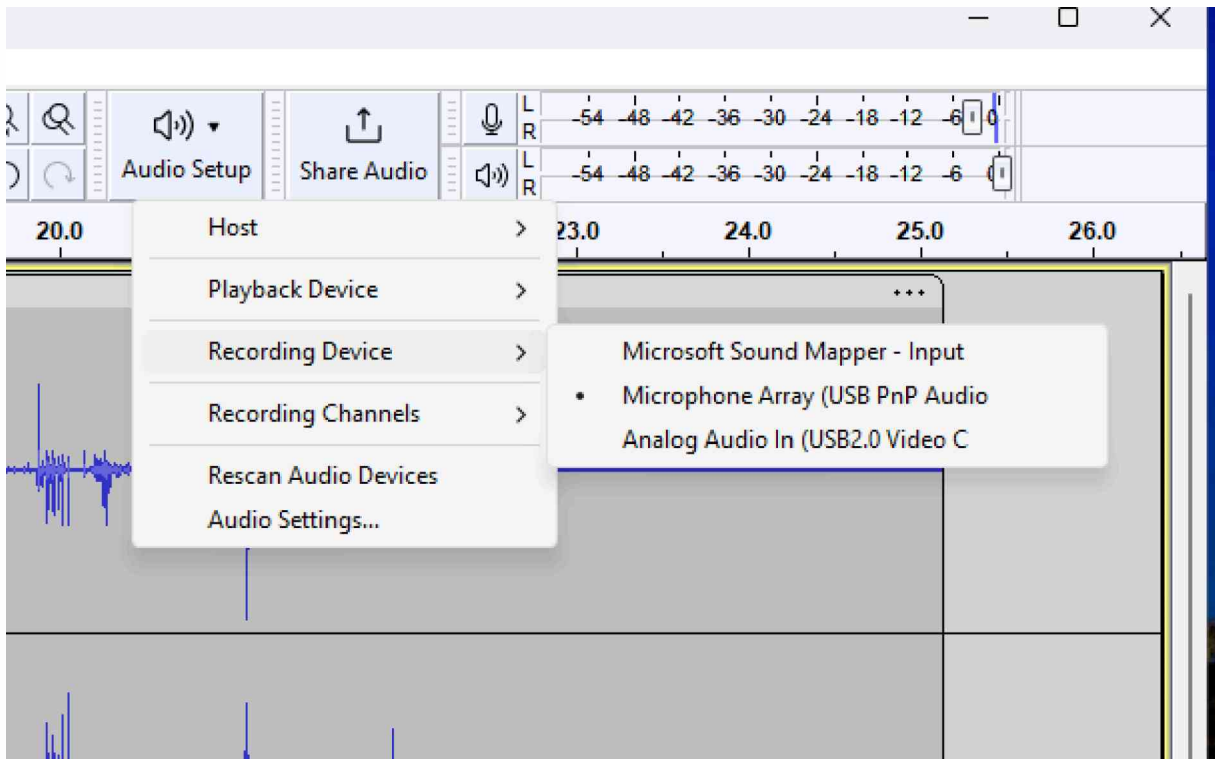 L
R
-54 -48 -42 -36 -30 -24 -18 -12 -6 0
Audio Setup
Share Audio
L
R
-54 -48 -42 -36 -30 -24 -18 -12 -6 0
20.0 23.0 24.0 25.0 26.0
Host
Playback Device
Recording Device
Microsoft Sound Mapper - Input
Microphone Array (USB PnP Audio
Recording Channels
Analog Audio In (USB2.0 Video C
Rescan Audio Devices
Audio Settings...